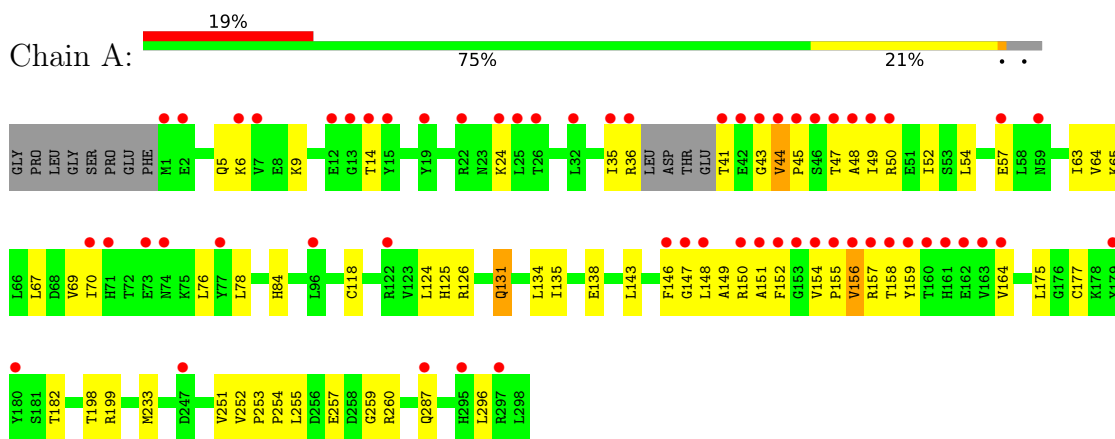 19%
Chain A:
75% 21% • •
GLY PRO LEU GLY SER PRO GLU PHE M1 E2 Q5 K6 V7 E8 K9 E12 G13 T14 Y15 Y19 R22 N23 K24 L25 T26 L32 I35 R36 LEU ASP THR GLU T41 E42 G43 V44 P45 S46 T47 A48 I49 R50 E51 I52 S53 L54 E57 L58 N59 I63 V64 K65
L66 L67 D68 V69 I70 H71 T72 E73 N74 K75 L76 Y77 L78 H84 L96 C118 R122 V123 L124 H125 R126 Q131 L134 I135 E138 L143 F146 G147 L148 A149 R150 A151 F152 G153 V154 P155 V156 R157 T158 Y159 T160 H161 E162 V163 V164 L175 G176 C177 K178 Y179
Y180 S181 T182 T198 R199 M233 D247 V251 V252 P253 P254 L255 D256 E257 D258 G259 R260 Q287 H295 L296 R297 L298